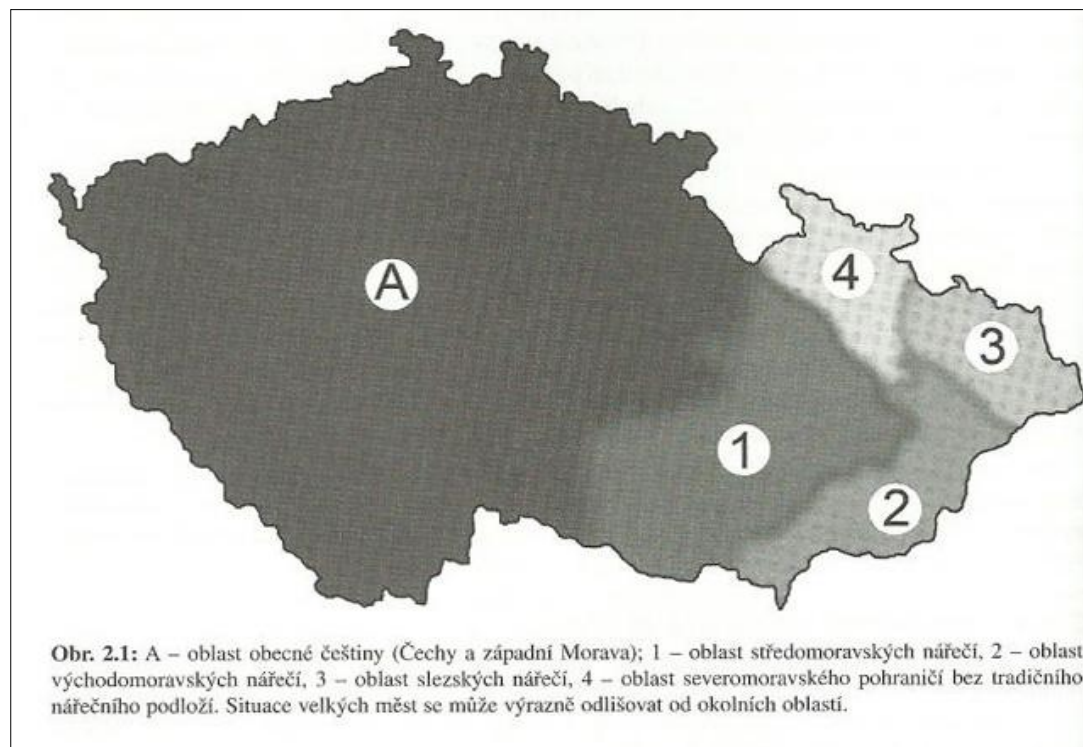 A
4
3
1
2
Obr. 2.1: A – oblast obecné češtiny (Čechy a západní Morava); 1 – oblast středomoravských nářečí, 2 – oblast
východomoravských nářečí, 3 – oblast slezských nářečí, 4 – oblast severomoravského pohraničí bez tradičního
nářečního podloží. Situace velkých měst se může výrazně odlišovat od okolních oblastí.